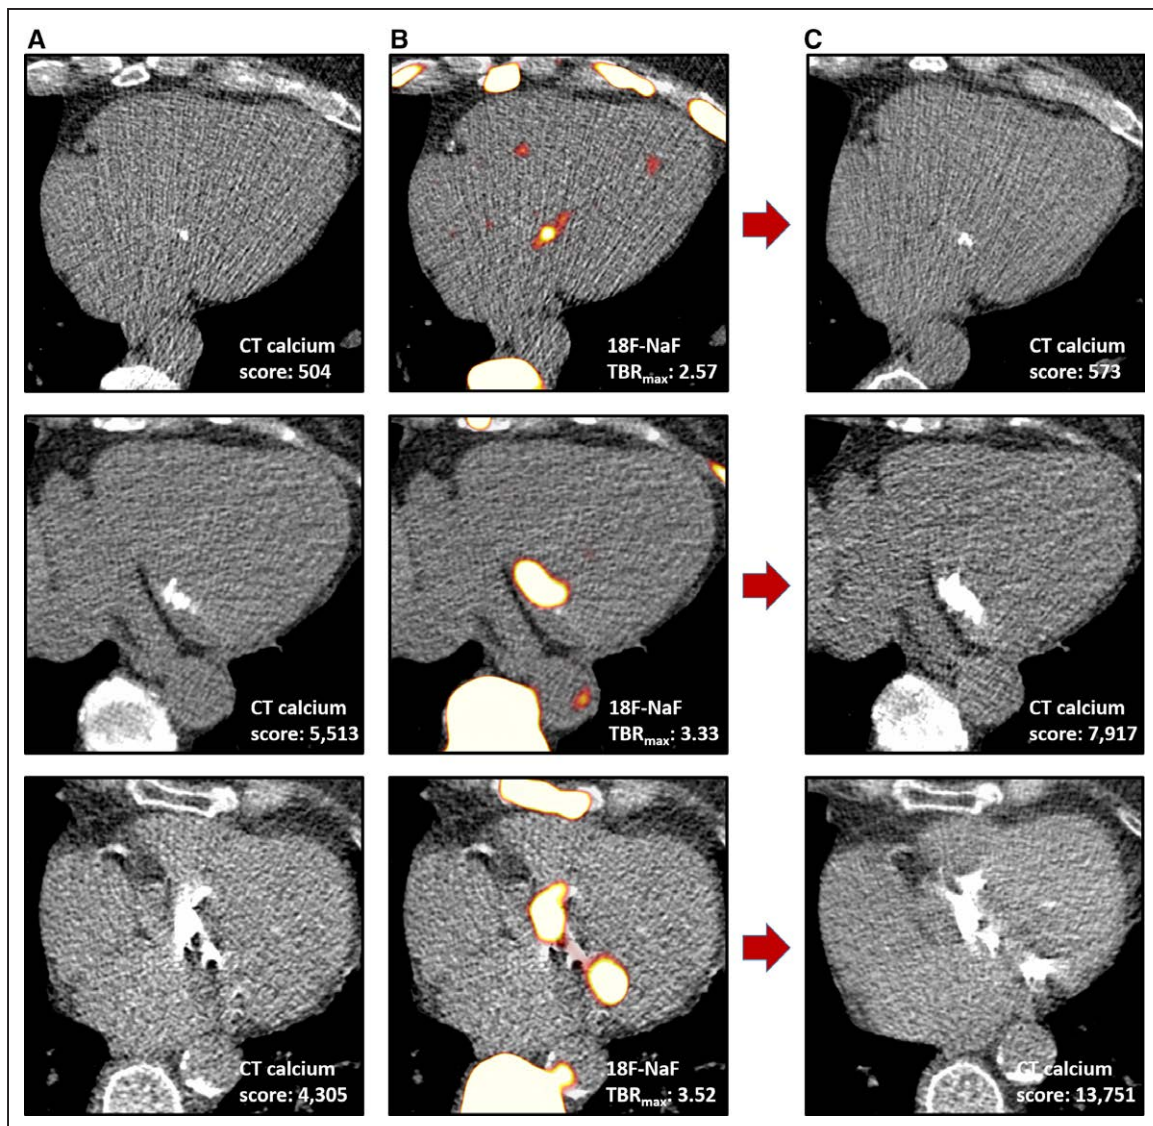 A
B
C
CT calcium
score: 504
18F-NaF
TBRmax: 2.57
CT calcium
score: 573
CT calcium
score: 5,513
18F-NaF
TBRmax: 3.33
CT calcium
score: 7,917
CT calcium
score: 4,305
18F-NaF
TBRmax: 3.52
CT calcium
score: 13,751